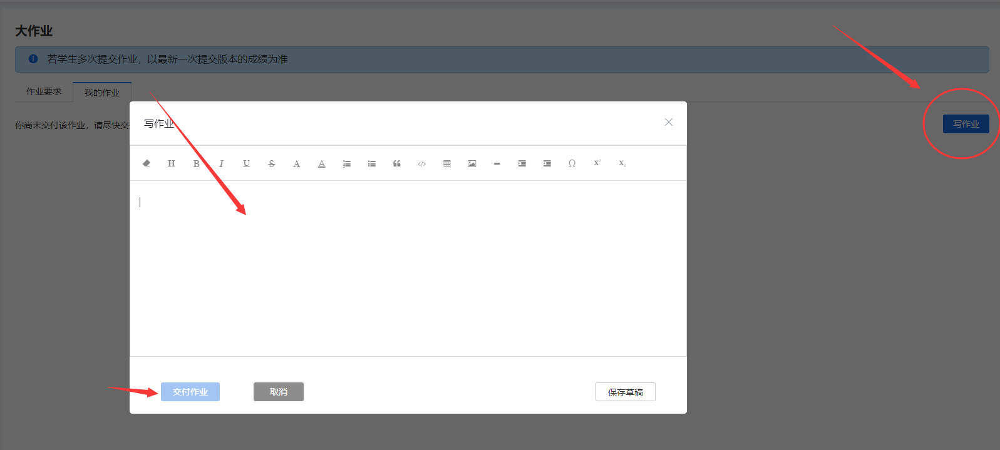 大作业
若学生多次提交作业，以最新一次提交版本的成绩为准
作业要求
我的作业
你尚未交付该作业，请尽快交
写作业
写作业
H B I U S A A
Ω X² X₂
交付作业
取消
保存草稿